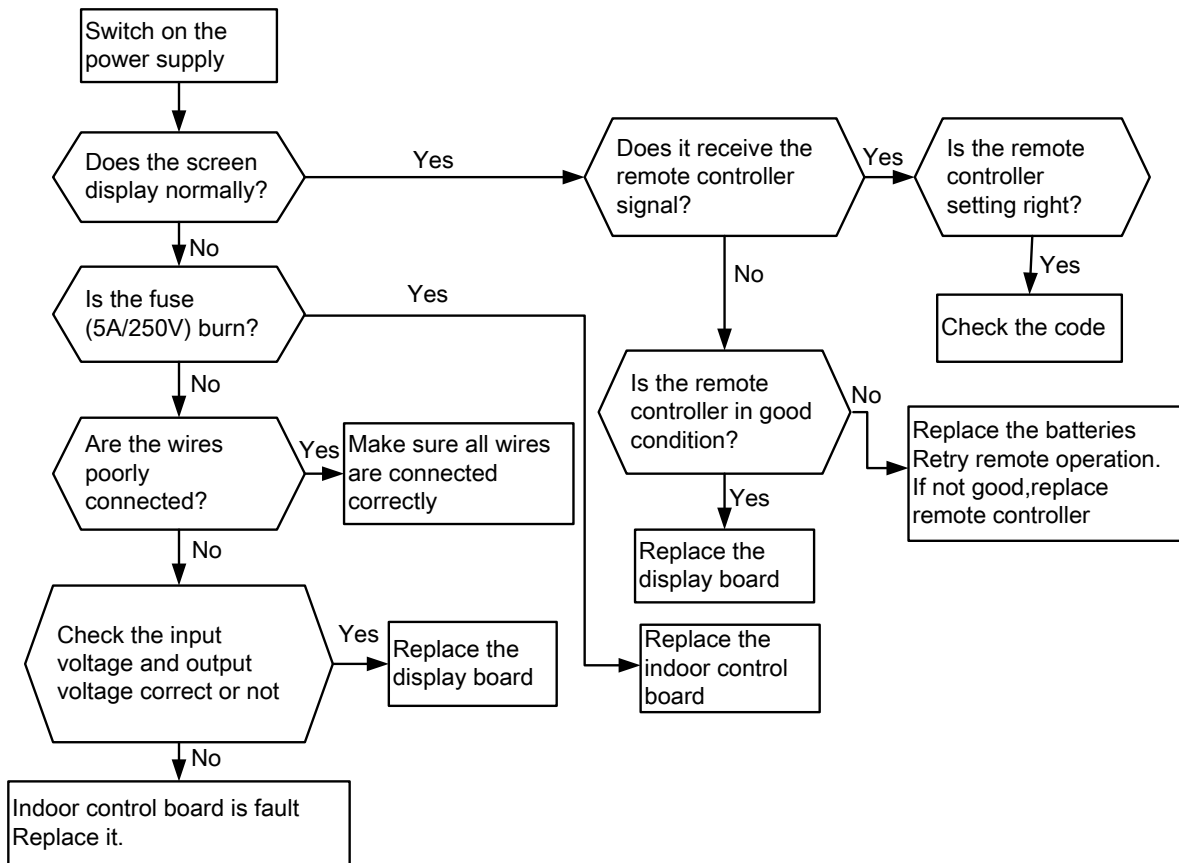 Switch on the
power supply
Does the screen
display normally?
Yes
Does it receive the
remote controller
signal?
Yes
Is the remote
controller
setting right?
No
No
Yes
Is the fuse
(5A/250V) burn?
Yes
Check the code
No
Is the remote
controller in good
condition?
No
Are the wires
poorly
connected?
Yes
Make sure all wires
are connected
correctly
Replace the batteries
Retry remote operation.
If not good,replace
remote controller
Yes
No
Replace the
display board
Check the input
voltage and output
voltage correct or not
Yes
Replace the
display board
Replace the
indoor control
board
No
Indoor control board is fault
Replace it.